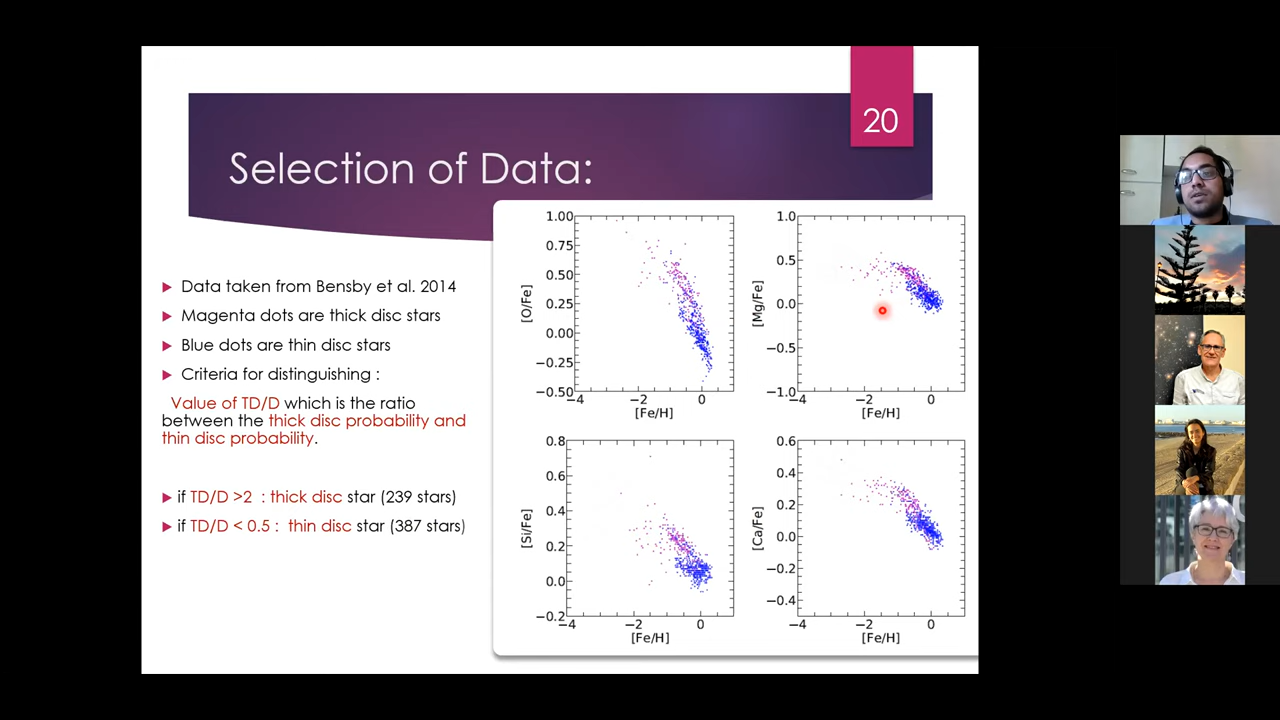 20
Selection of Data:
Data taken from Bensby et al. 2014
Magenta dots are thick disc stars
Blue dots are thin disc stars
Criteria for distinguishing :
Value of TD/D which is the ratio
between the thick disc probability and
thin disc probability.
if TD/D >2 : thick disc star (239 stars)
if TD/D < 0.5 : thin disc star (387 stars)
1.00
0.75
0.50
0.25
0.00
−0.25
−0.50
[O/Fe]
−4
−2
0
[Fe/H]
1.0
0.5
0.0
−0.5
−1.0
[Mg/Fe]
−4
−2
0
[Fe/H]
0.8
0.6
0.4
0.2
0.0
−0.2
[Si/Fe]
−4
−2
0
[Fe/H]
0.6
0.4
0.2
0.0
−0.2
−0.4
[Ca/Fe]
−4
−2
0
[Fe/H]